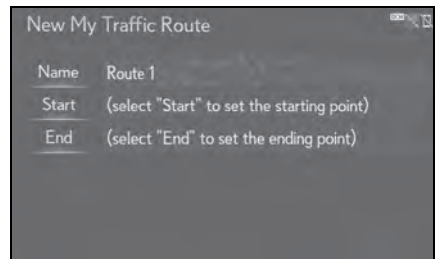 New My Traffic Route
Name Route 1
Start (select "Start" to set the starting point)
End (select "End" to set the ending point)